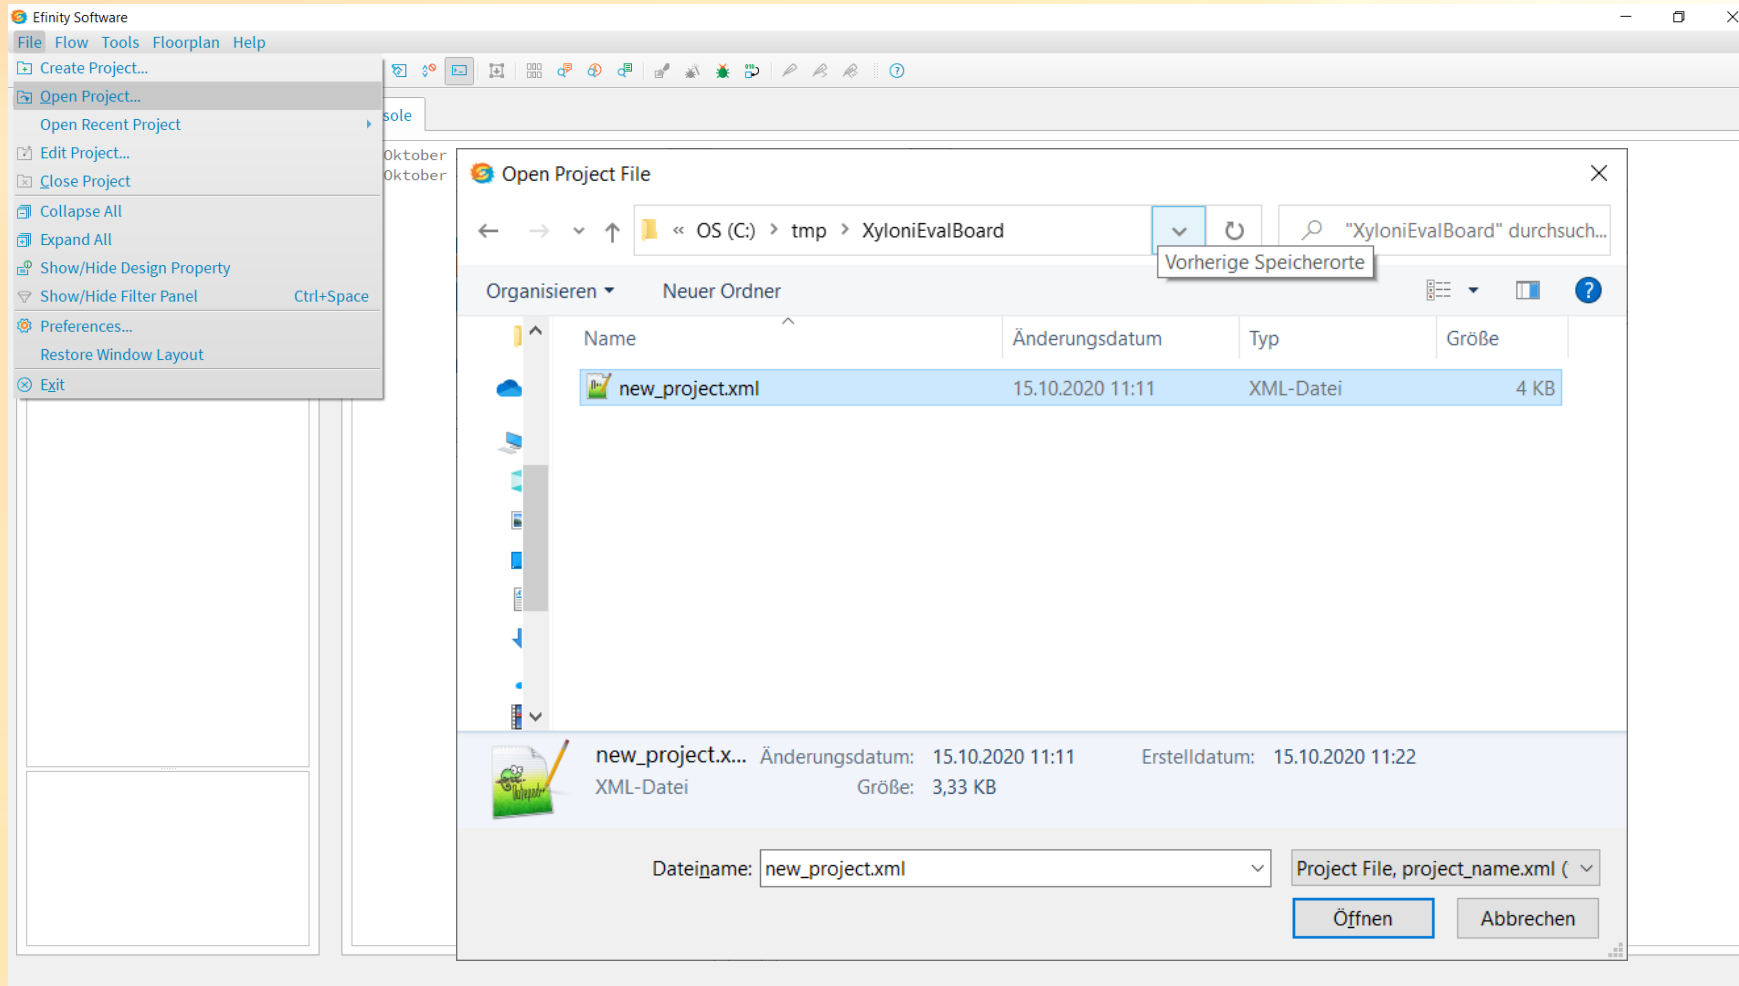 Efinity Software
File Flow Tools Floorplan Help
Create Project...
Open Project...
Open Recent Project
Edit Project...
Close Project
Collapse All
Expand All
Show/Hide Design Property
Show/Hide Filter Panel Ctrl+Space
Preferences...
Restore Window Layout
Exit
sole
Oktober
Oktober
Open Project File
« OS (C:) > tmp > XyloniEvalBoard
"XyloniEvalBoard" durchsuch...
Vorherige Speicherorte
Organisieren Neuer Ordner
Name Änderungsdatum Typ Größe
new_project.xml 15.10.2020 11:11 XML-Datei 4 KB
new_project.x... Änderungsdatum: 15.10.2020 11:11 Erstelldatum: 15.10.2020 11:22
XML-Datei Größe: 3,33 KB
Dateiname: new_project.xml Project File, project_name.xml (
Öffnen Abbrechen